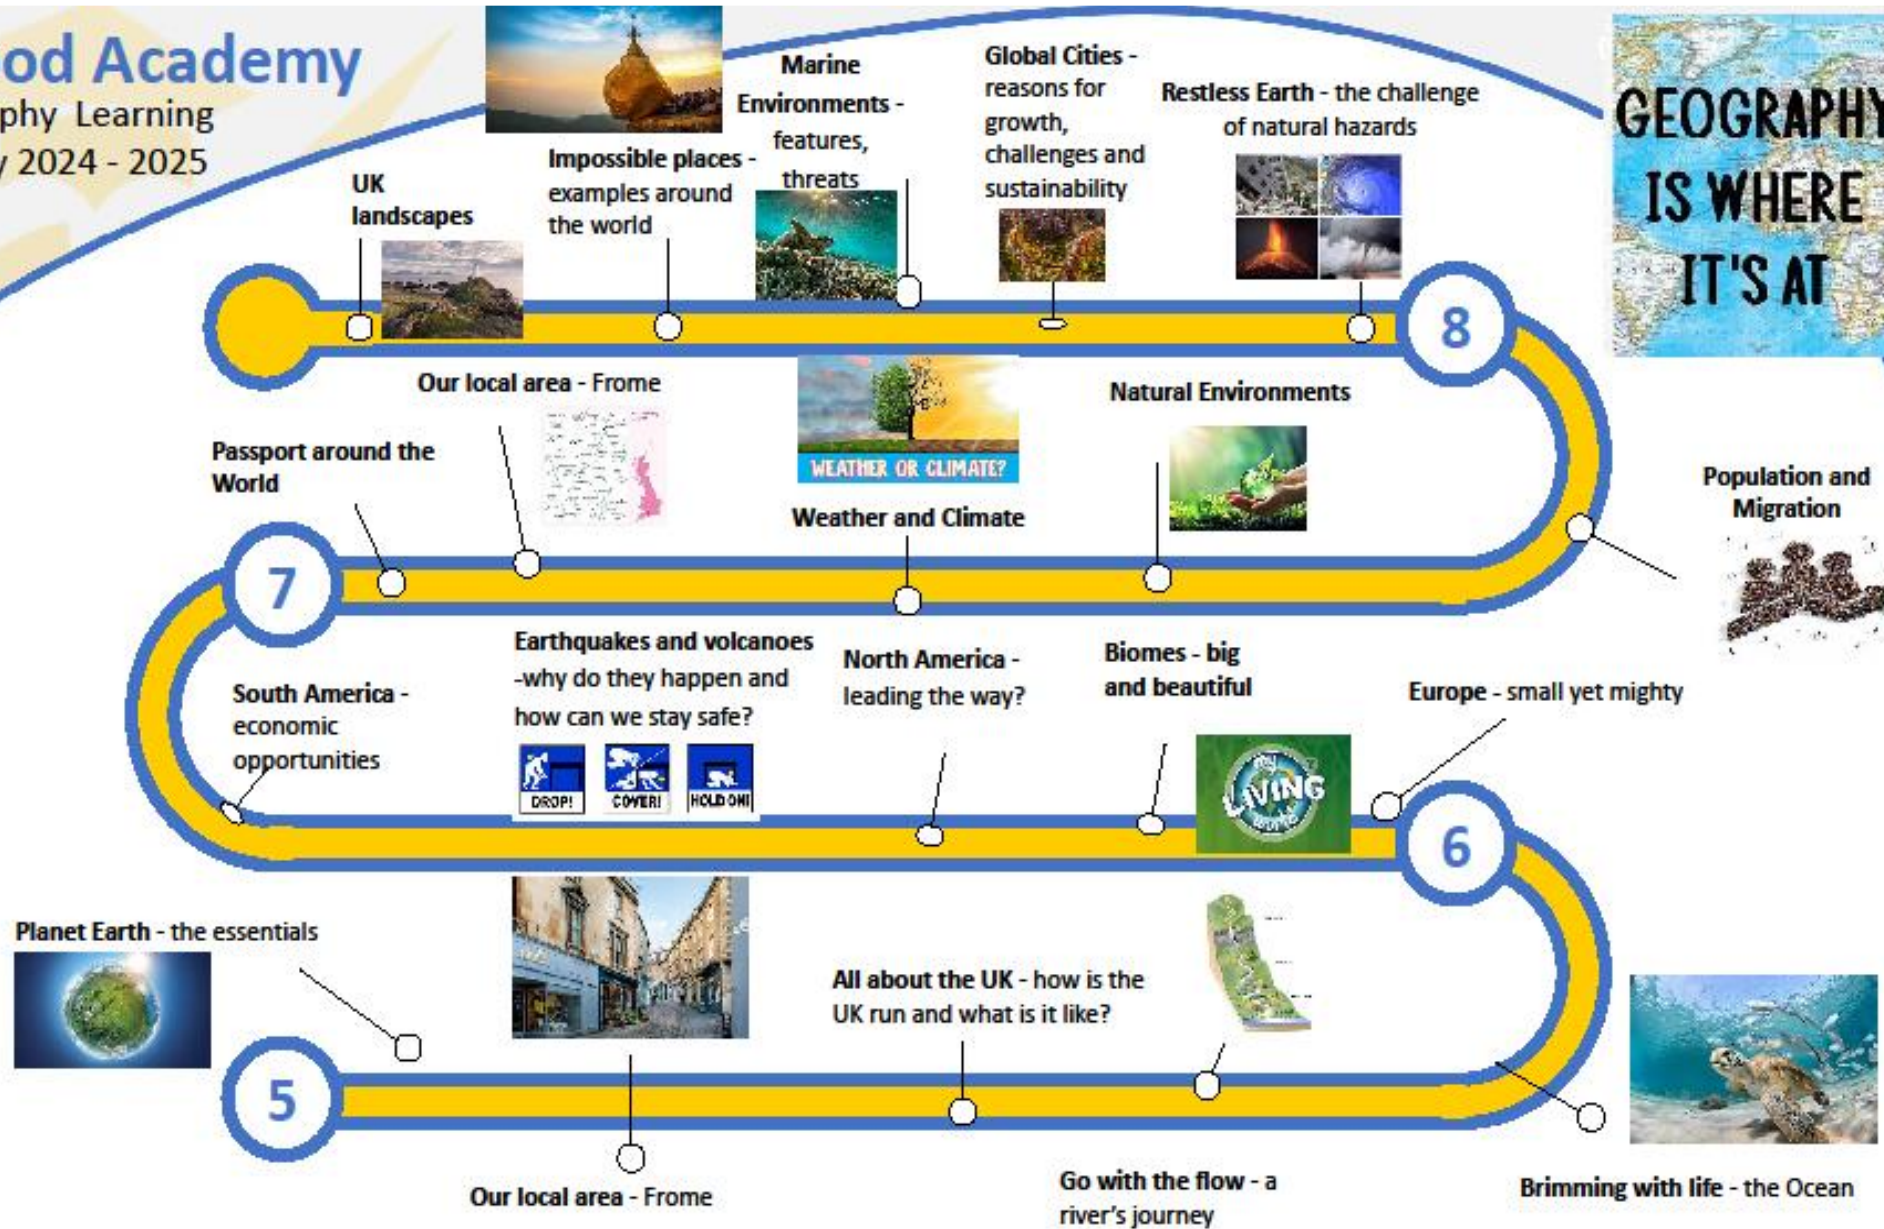 od Academy
phy Learning
y 2024 - 2025
UK
landscapes
Impossible places -
examples around
the world
Marine
Environments -
features,
threats
Global Cities -
reasons for
growth,
challenges and
sustainability
Restless Earth - the challenge
of natural hazards
GEOGRAPHY
IS WHERE
IT'S AT
8
Our local area - Frome
WEATHER OR CLIMATE?
Natural Environments
Passport around the
World
Weather and Climate
Population and
Migration
7
South America -
economic
opportunities
Earthquakes and volcanoes
-why do they happen and
how can we stay safe?
DROP!
COVER!
HOLD ON!
North America -
leading the way?
Biomes - big
and beautiful
my
LIVING
world
Europe - small yet mighty
6
Planet Earth - the essentials
All about the UK - how is the
UK run and what is it like?
5
Our local area - Frome
Go with the flow - a
river's journey
Brimming with life - the Ocean